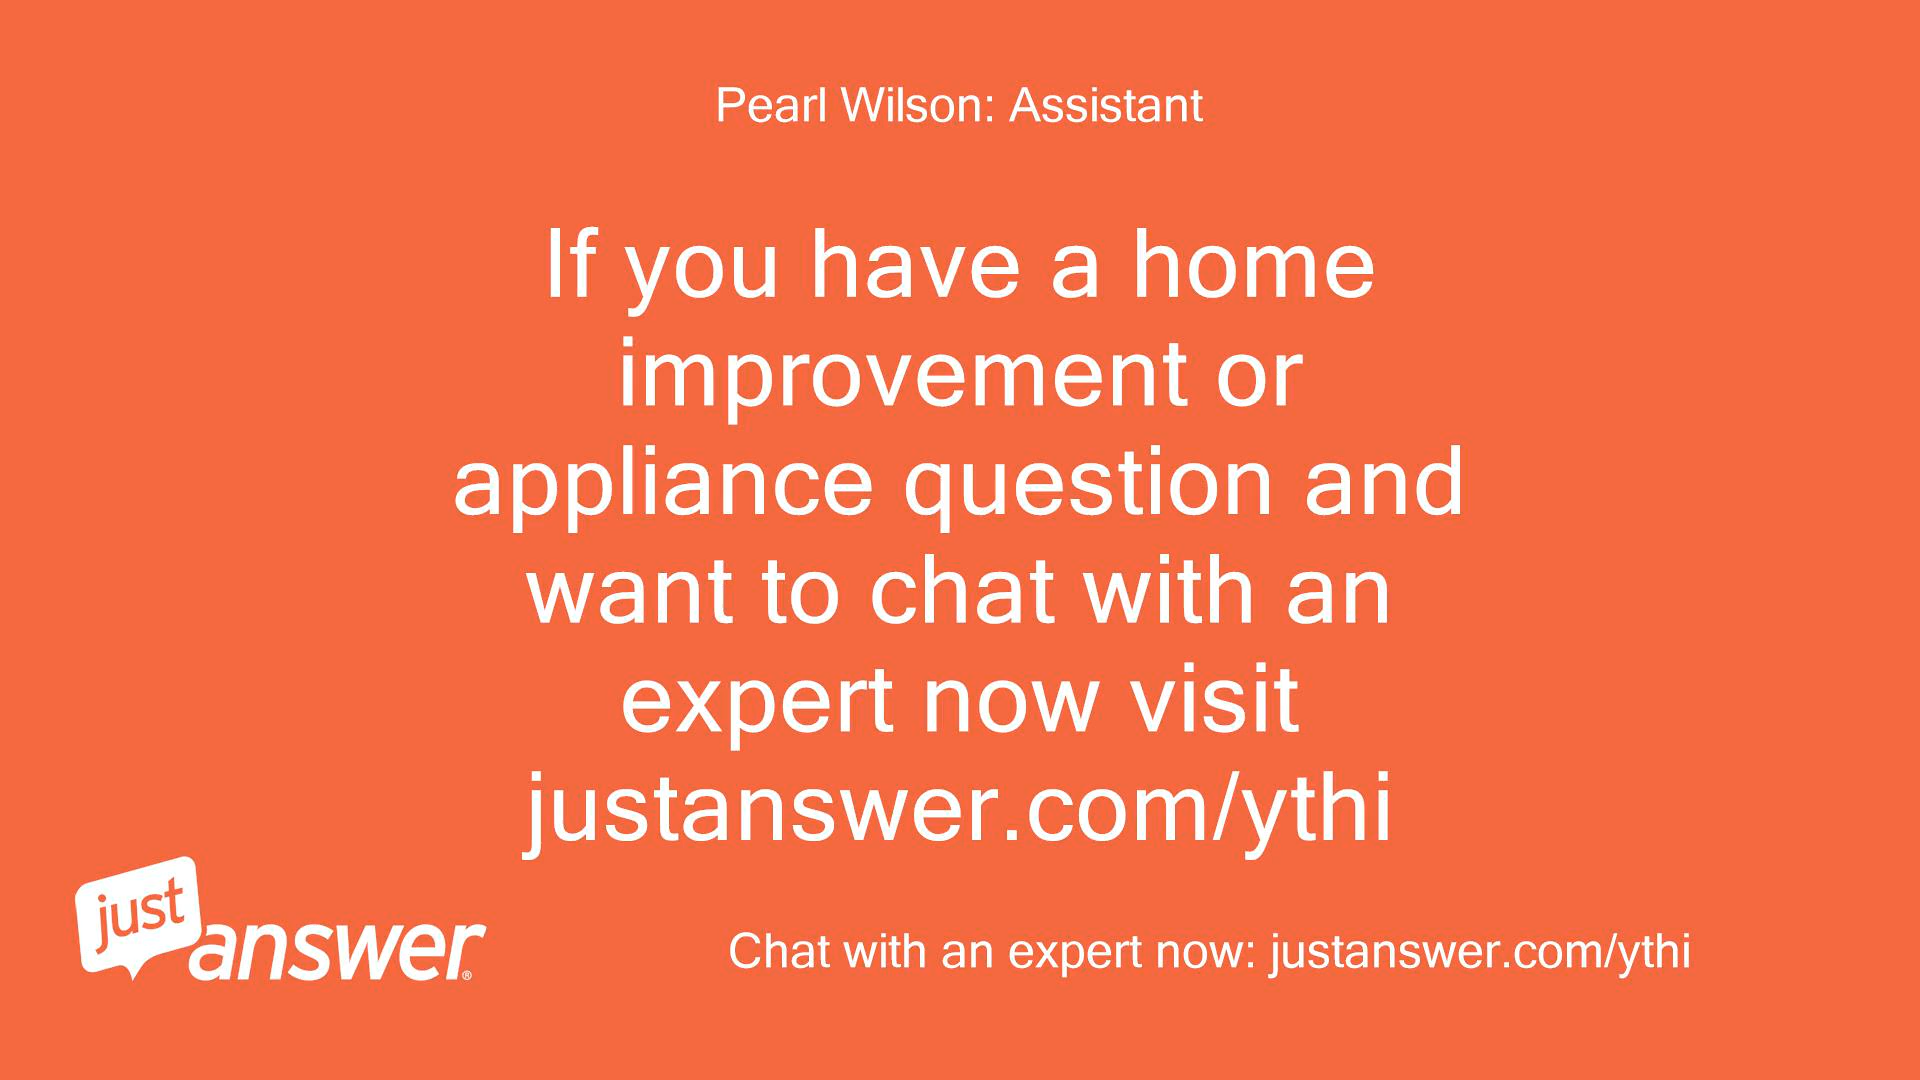 Pearl Wilson: Assistant
If you have a home
improvement or
appliance question and
want to chat with an
expert now visit
justanswer.com/ythi
just
answer®
Chat with an expert now: justanswer.com/ythi